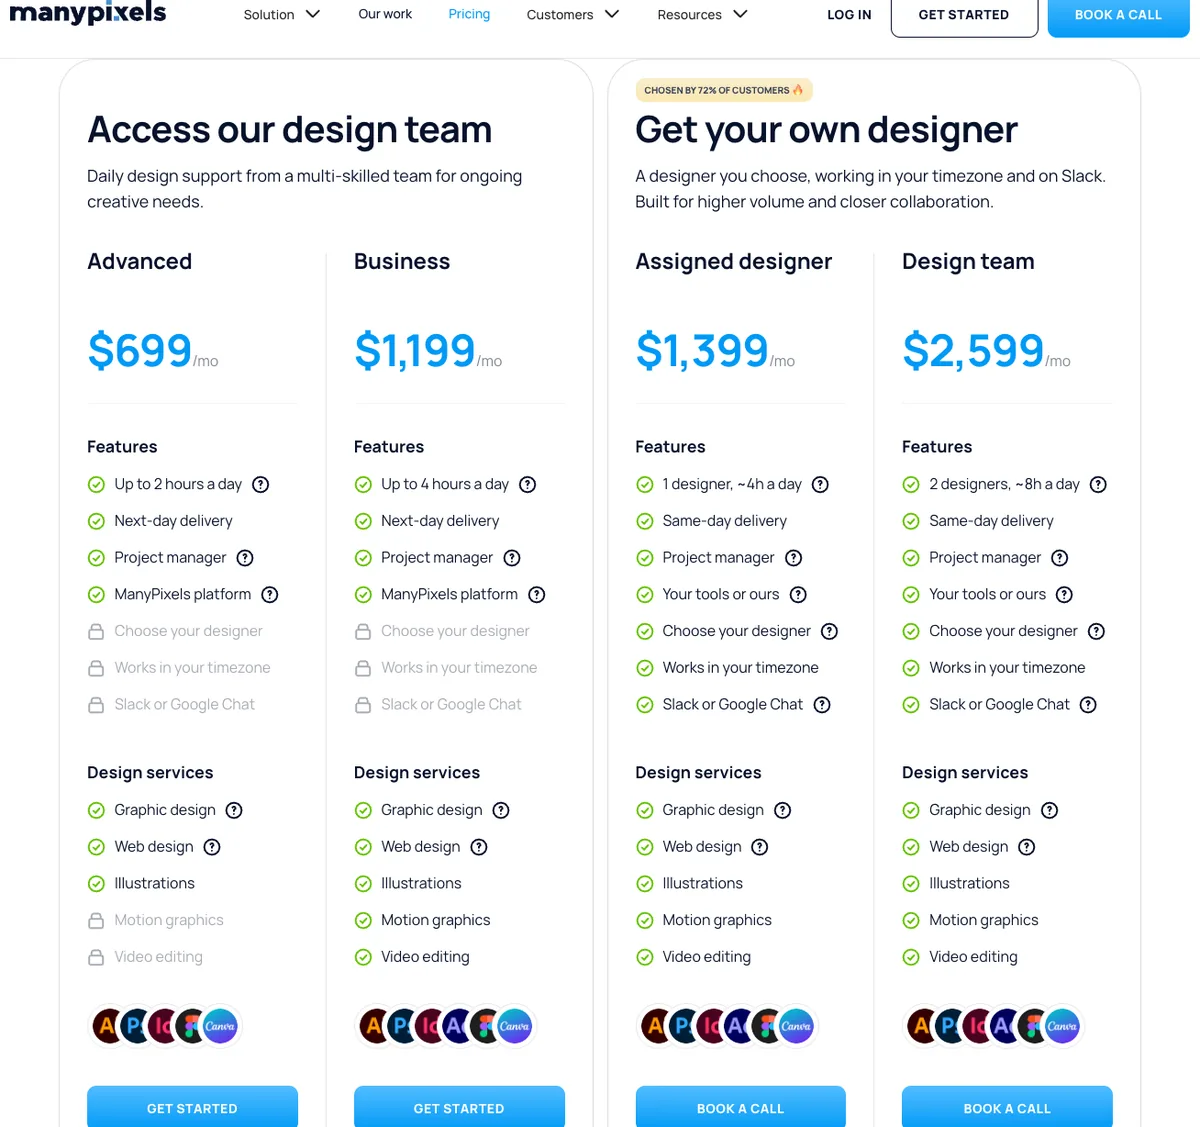 manypixels
Solution
Our work
Pricing
Customers
Resources
LOG IN
GET STARTED
BOOK A CALL
Access our design team
Daily design support from a multi-skilled team for ongoing
creative needs.
Advanced
$699/mo
Features
Up to 2 hours a day ?
Next-day delivery
Project manager ?
ManyPixels platform ?
Choose your designer
Works in your timezone
Slack or Google Chat
Design services
Graphic design ?
Web design ?
Illustrations
Motion graphics
Video editing
A P Id Canva
GET STARTED
Business
$1,199/mo
Features
Up to 4 hours a day ?
Next-day delivery
Project manager ?
ManyPixels platform ?
Choose your designer
Works in your timezone
Slack or Google Chat
Design services
Graphic design ?
Web design ?
Illustrations
Motion graphics
Video editing
A P Id A Canva
GET STARTED
CHOSEN BY 72% OF CUSTOMERS 🔥
Get your own designer
A designer you choose, working in your timezone and on Slack.
Built for higher volume and closer collaboration.
Assigned designer
$1,399/mo
Features
1 designer, ~4h a day ?
Same-day delivery
Project manager ?
Your tools or ours ?
Choose your designer ?
Works in your timezone
Slack or Google Chat ?
Design services
Graphic design ?
Web design ?
Illustrations
Motion graphics
Video editing
A P Id A Canva
BOOK A CALL
Design team
$2,599/mo
Features
2 designers, ~8h a day ?
Same-day delivery
Project manager ?
Your tools or ours ?
Choose your designer ?
Works in your timezone
Slack or Google Chat ?
Design services
Graphic design ?
Web design ?
Illustrations
Motion graphics
Video editing
A P Id A Canva
BOOK A CALL